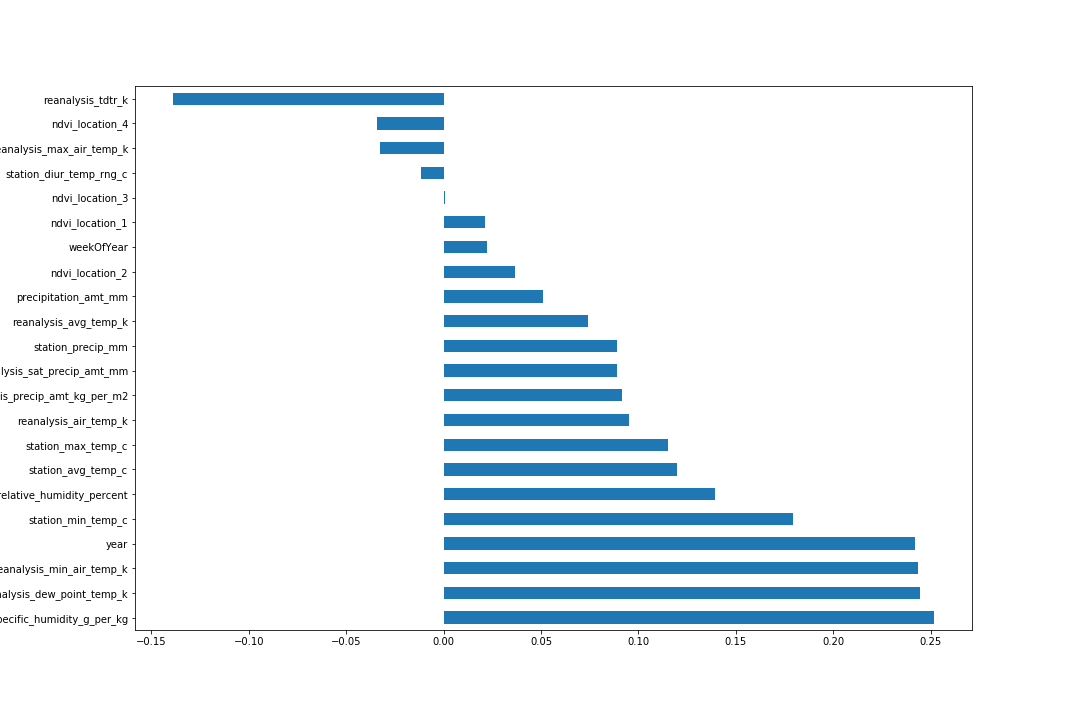 reanalysis_tdtr_k
ndvi_location_4
eanalysis_max_air_temp_k
station_diur_temp_rng_c
ndvi_location_3
ndvi_location_1
weekOfYear
ndvi_location_2
precipitation_amt_mm
reanalysis_avg_temp_k
station_precip_mm
lysis_sat_precip_amt_mm
is_precip_amt_kg_per_m2
reanalysis_air_temp_k
station_max_temp_c
station_avg_temp_c
relative_humidity_percent
station_min_temp_c
year
eanalysis_min_air_temp_k
nalysis_dew_point_temp_k
pecific_humidity_g_per_kg
−0.15 −0.10 −0.05 0.00 0.05 0.10 0.15 0.20 0.25